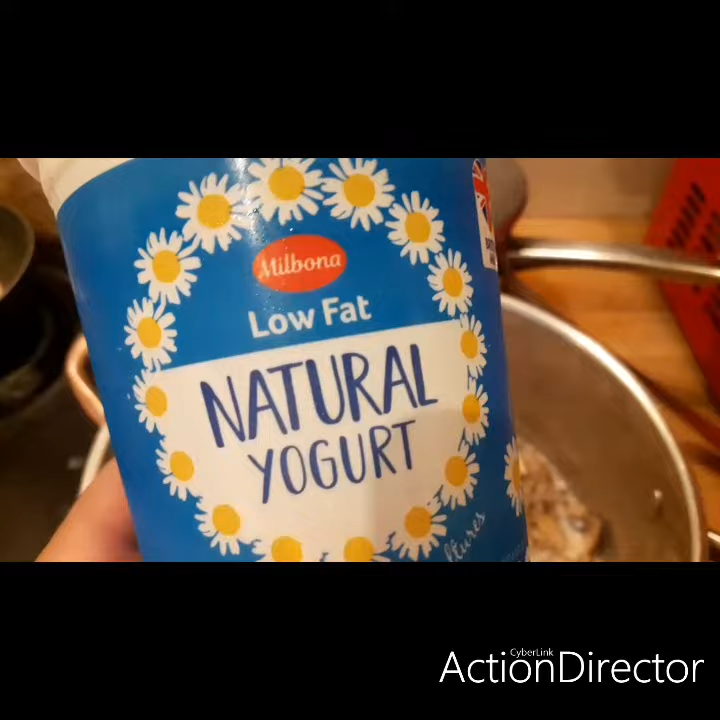 Milbona
Low Fat
NATURAL
YOGURT
CyberLink
ActionDirector